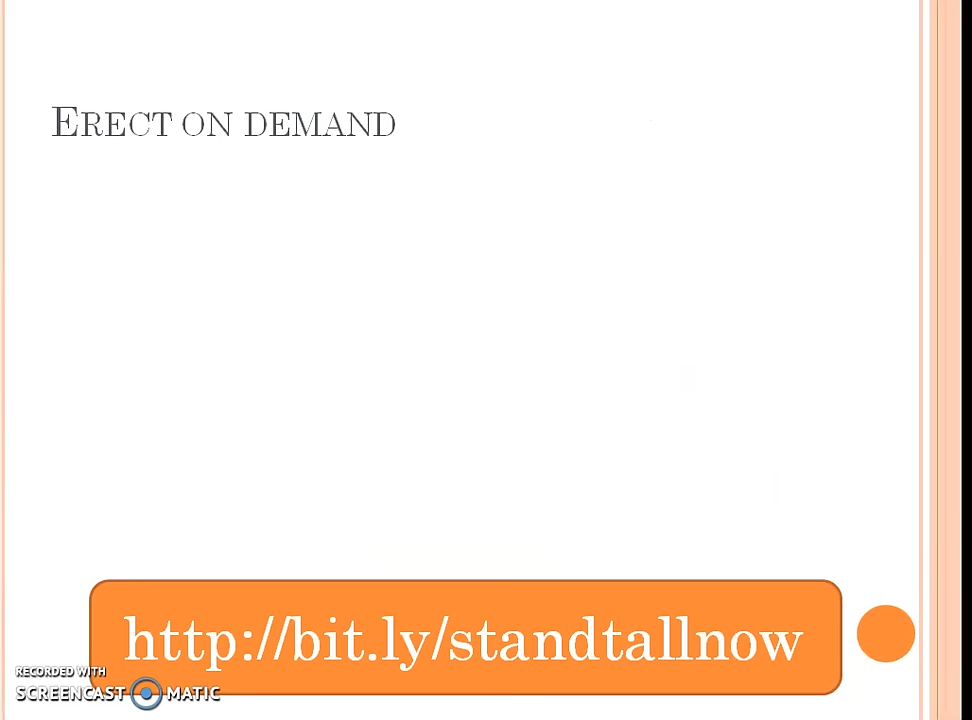 Erect on demand
http://bit.ly/standtallnow
RECORDED WITH
SCREENCAST MATIC